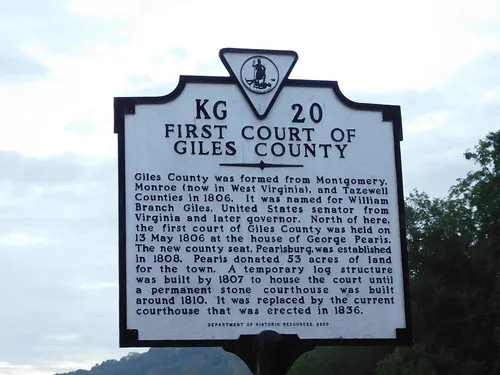 KG 20
FIRST COURT OF
GILES COUNTY
Giles County was formed from Montgomery,
Monroe (now in West Virginia), and Tazewell
Counties in 1806. It was named for William
Branch Giles, United States senator from
Virginia and later governor. North of here,
the first court of Giles County was held on
13 May 1806 at the house of George Pearis.
The new county seat, Pearisburg, was established
in 1808. Pearis donated 53 acres of land
for the town. A temporary log structure
was built by 1807 to house the court until
a permanent stone courthouse was built
around 1810. It was replaced by the current
courthouse that was erected in 1836.
DEPARTMENT OF HISTORIC RESOURCES, 2000